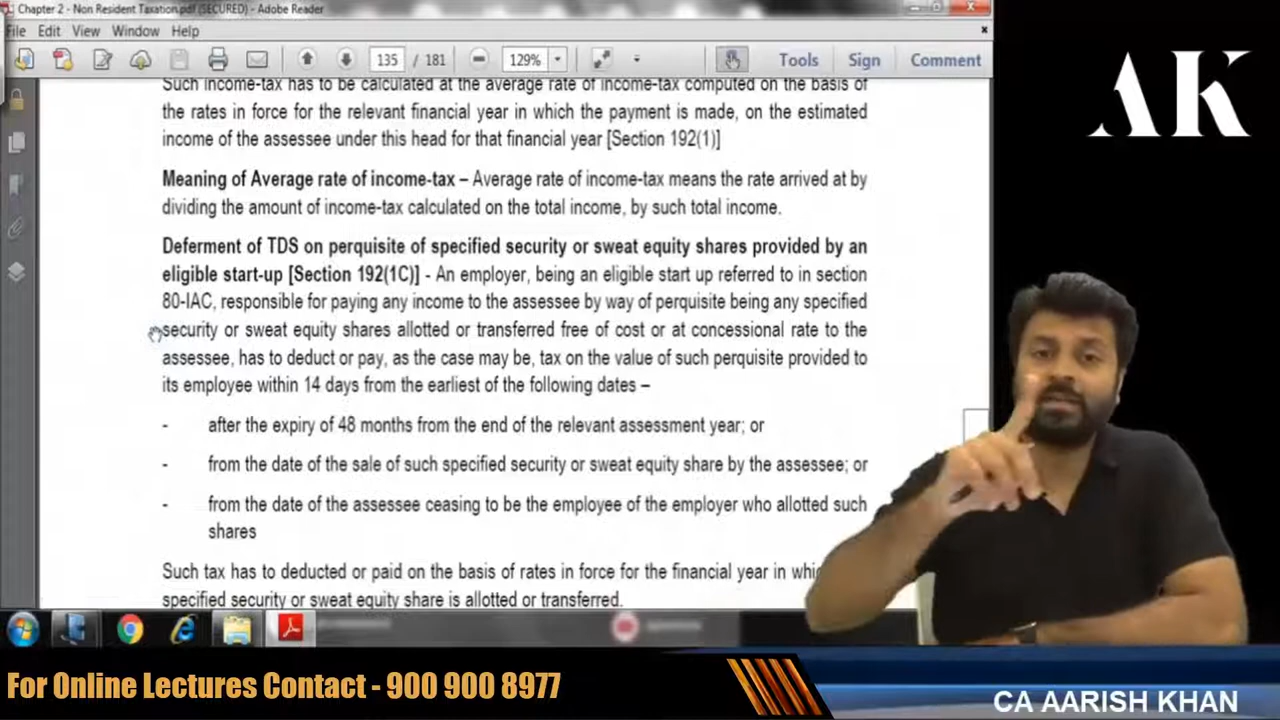 Chapter 2 - Non Resident Taxation.pdf (SECURED) - Adobe Reader
File Edit View Window Help
135 / 181 129% Tools Sign Comment
AK
Such income-tax has to be calculated at the average rate of income-tax computed on the basis of
the rates in force for the relevant financial year in which the payment is made, on the estimated
income of the assessee under this head for that financial year [Section 192(1)]
Meaning of Average rate of income-tax – Average rate of income-tax means the rate arrived at by
dividing the amount of income-tax calculated on the total income, by such total income.
Deferment of TDS on perquisite of specified security or sweat equity shares provided by an
eligible start-up [Section 192(1C)] - An employer, being an eligible start up referred to in section
80-IAC, responsible for paying any income to the assessee by way of perquisite being any specified
security or sweat equity shares allotted or transferred free of cost or at concessional rate to the
assessee, has to deduct or pay, as the case may be, tax on the value of such perquisite provided to
its employee within 14 days from the earliest of the following dates –
- after the expiry of 48 months from the end of the relevant assessment year; or
- from the date of the sale of such specified security or sweat equity share by the assessee; or
- from the date of the assessee ceasing to be the employee of the employer who allotted such
shares
Such tax has to deducted or paid on the basis of rates in force for the financial year in
specified security or sweat equity share is allotted or transferred.
For Online Lectures Contact - 900 900 8977
CA AARISH KHAN